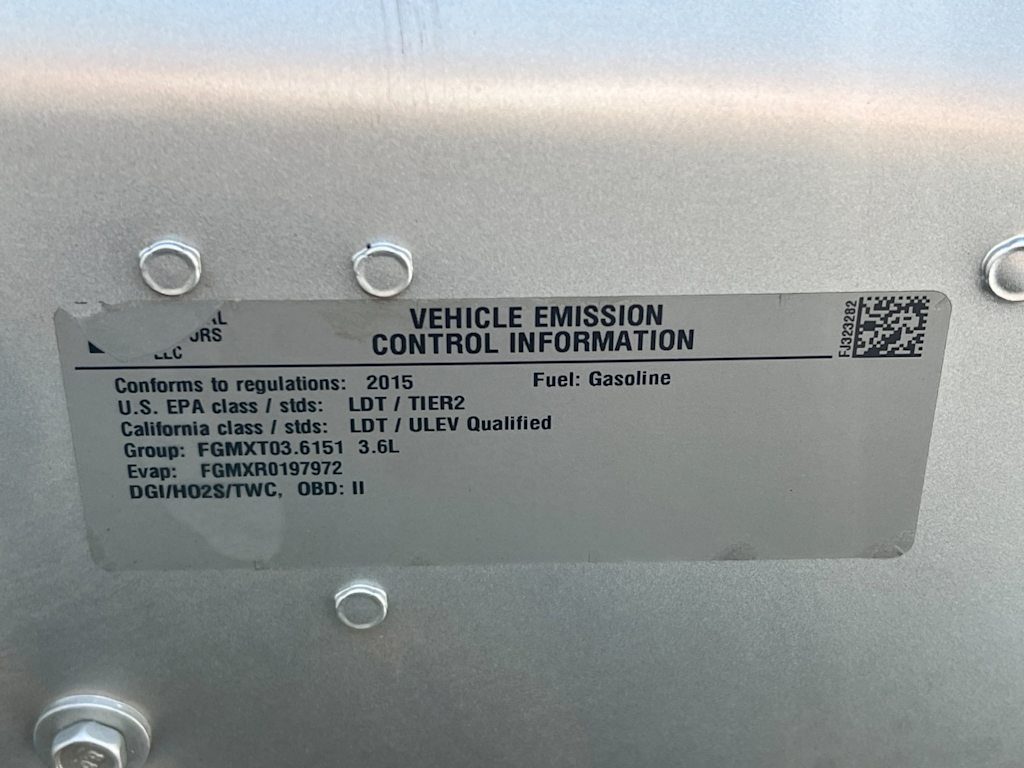 LLC
VEHICLE EMISSION
CONTROL INFORMATION
FJ323282
Conforms to regulations: 2015 Fuel: Gasoline
U.S. EPA class / stds: LDT / TIER2
California class / stds: LDT / ULEV Qualified
Group: FGMXT03.6151 3.6L
Evap: FGMXR0197972
DGI/HO2S/TWC, OBD: II